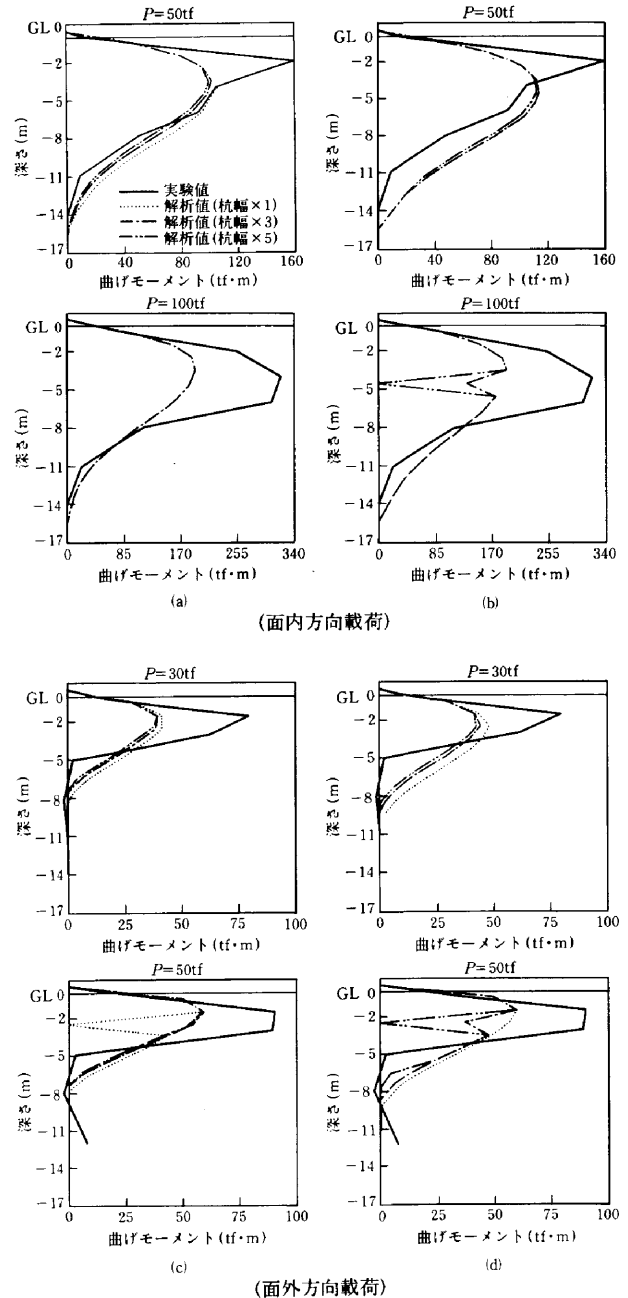 P=50tf
GL 0
−2
−5
−8
−11
−14
−17
深さ(m)
実験値
解析値(杭幅×1)
解析値(杭幅×3)
解析値(杭幅×5)
0 40 80 120 160
曲げモーメント(tf·m)
P=50tf
0
−2
−5
−8
−11
−14
−17
深さ(m)
0 40 80 120 160
曲げモーメント(tf·m)
P=100tf
GL 0
−2
−5
−8
−11
−14
−17
深さ(m)
0 85 170 255 340
曲げモーメント(tf·m)
(a)
P=100tf
GL 0
−2
−5
−8
−11
−14
−17
深さ(m)
0 85 170 255 340
曲げモーメント(tf·m)
(b)
(面内方向載荷)
P=30tf
GL 0
−2
−5
−8
−11
−14
−17
深さ(m)
0 25 50 75 100
曲げモーメント(tf·m)
P=30tf
GL 0
−2
−5
−8
−11
−14
−17
深さ(m)
0 25 50 75 100
曲げモーメント(tf·m)
P=50tf
GL 0
−2
−5
−8
−11
−14
−17
深さ(m)
0 25 50 75 100
曲げモーメント(tf·m)
(c)
P=50tf
GL 0
−2
−5
−8
−11
−14
−17
深さ(m)
0 25 50 75 100
曲げモーメント(tf·m)
(d)
(面外方向載荷)